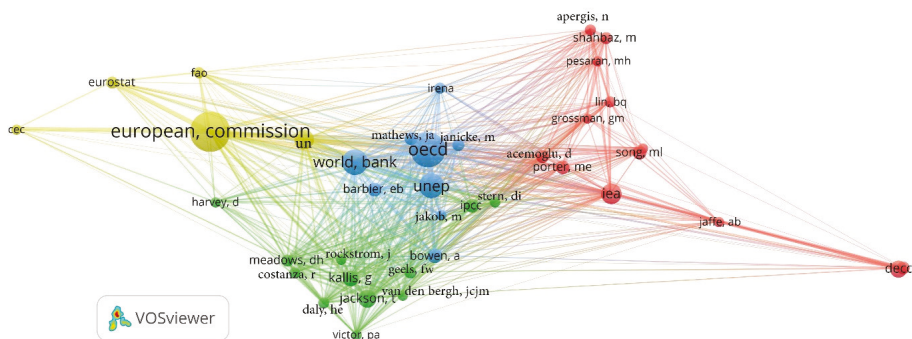 apergis, n
shahbaz, m
pesaran, mh
fao
eurostat
irena
lin, bq
grossman, gm
cec
european, commission
un
mathews, ja
janicke, m
oecd
acemoglu, d
song, ml
world, bank
porter, me
barbier, eb
unep
stern, di
iea
harvey, d
ipcc
jakob, m
jaffe, ab
rockstrom, j
bowen, a
meadows, dh
costanza, r
geels, fw
decc
kallis, g
van den bergh, jcjm
jackson, t
daly, he
VOSviewer
victor, pa